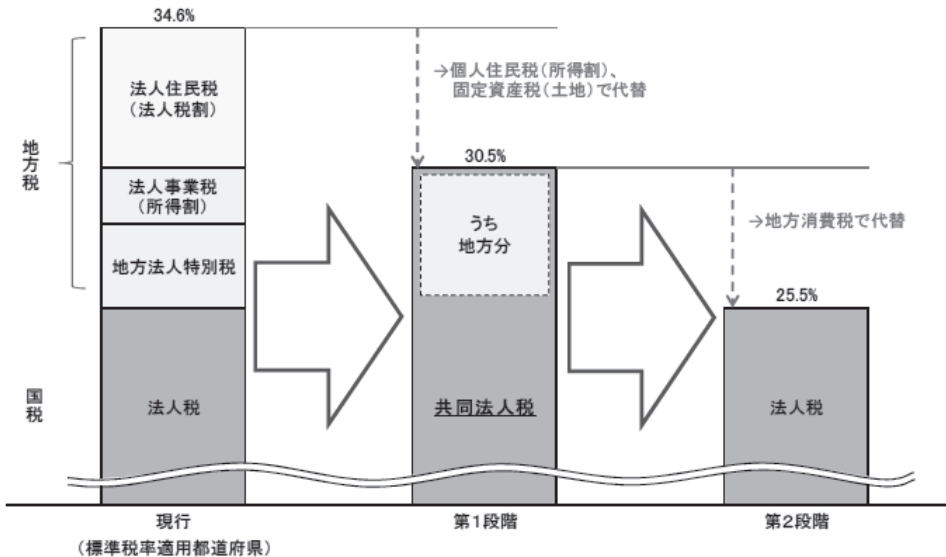 34.6%
法人住民税
(法人税割)
地方税
法人事業税
(所得割)
地方法人特別税
国税
法人税
→個人住民税(所得割)、
固定資産税(土地)で代替
30.5%
うち
地方分
共同法人税
→地方消費税で代替
25.5%
法人税
現行
(標準税率適用都道府県)
第1段階
第2段階